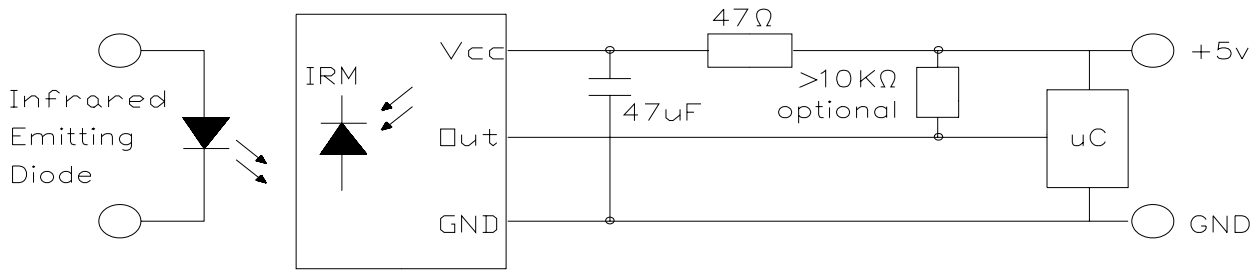 47Ω
Vcc
+5v
IRM
>10KΩ
optional
Infrared
Emitting
Diode
47uF
Out
uC
GND
GND